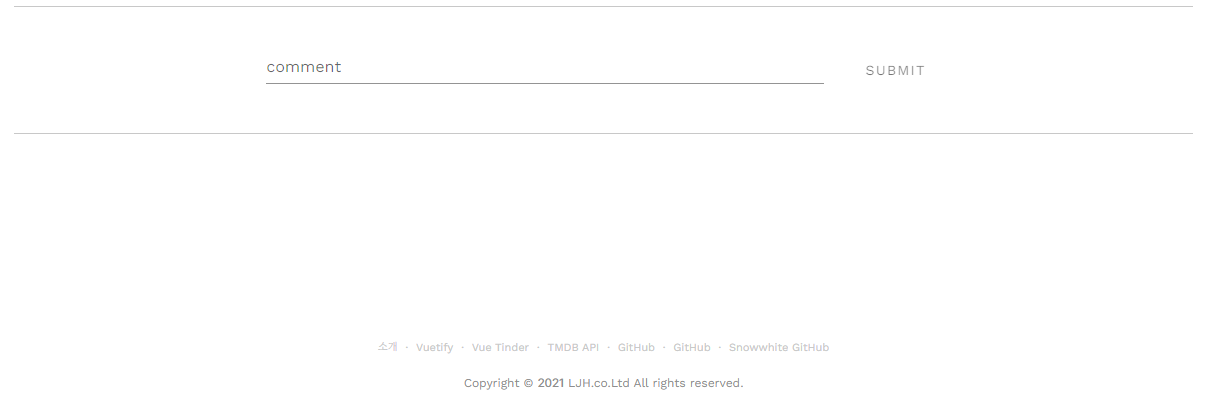 comment
SUBMIT
소개 · Vuetify · Vue Tinder · TMDB API · GitHub · GitHub · Snowwhite GitHub
Copyright © 2021 LJH.co.Ltd All rights reserved.